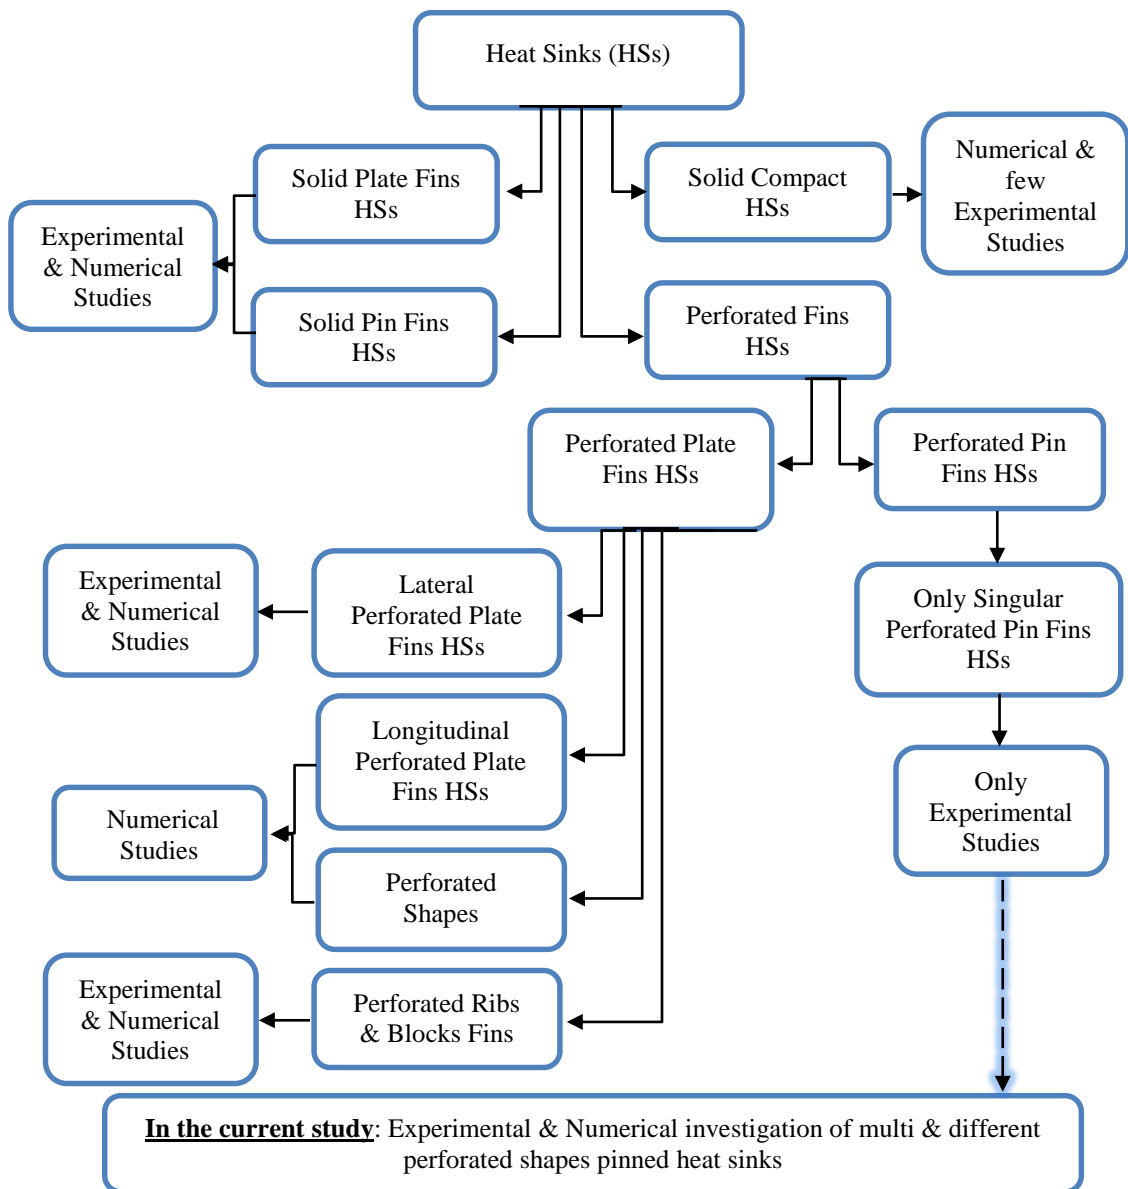 Heat Sinks (HSs)
Solid Plate Fins
HSs
Solid Compact
HSs
Numerical &
few
Experimental
Studies
Experimental
& Numerical
Studies
Solid Pin Fins
HSs
Perforated Fins
HSs
Perforated Plate
Fins HSs
Perforated Pin
Fins HSs
Experimental
& Numerical
Studies
Lateral
Perforated Plate
Fins HSs
Only Singular
Perforated Pin Fins
HSs
Longitudinal
Perforated Plate
Fins HSs
Numerical
Studies
Only
Experimental
Studies
Perforated
Shapes
Experimental
& Numerical
Studies
Perforated Ribs
& Blocks Fins
In the current study: Experimental & Numerical investigation of multi & different
perforated shapes pinned heat sinks